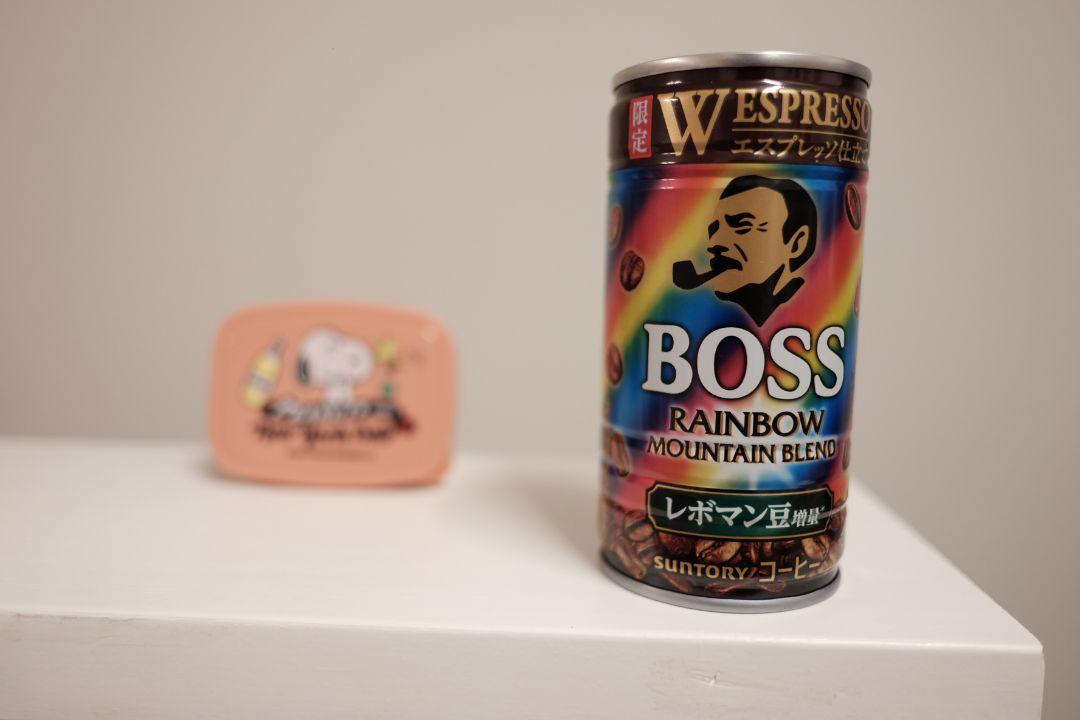 限定
W ESPRESSO
エスプレッソ仕立て
BOSS
RAINBOW
MOUNTAIN BLEND
レボマン豆増量
SUNTORY コーヒー